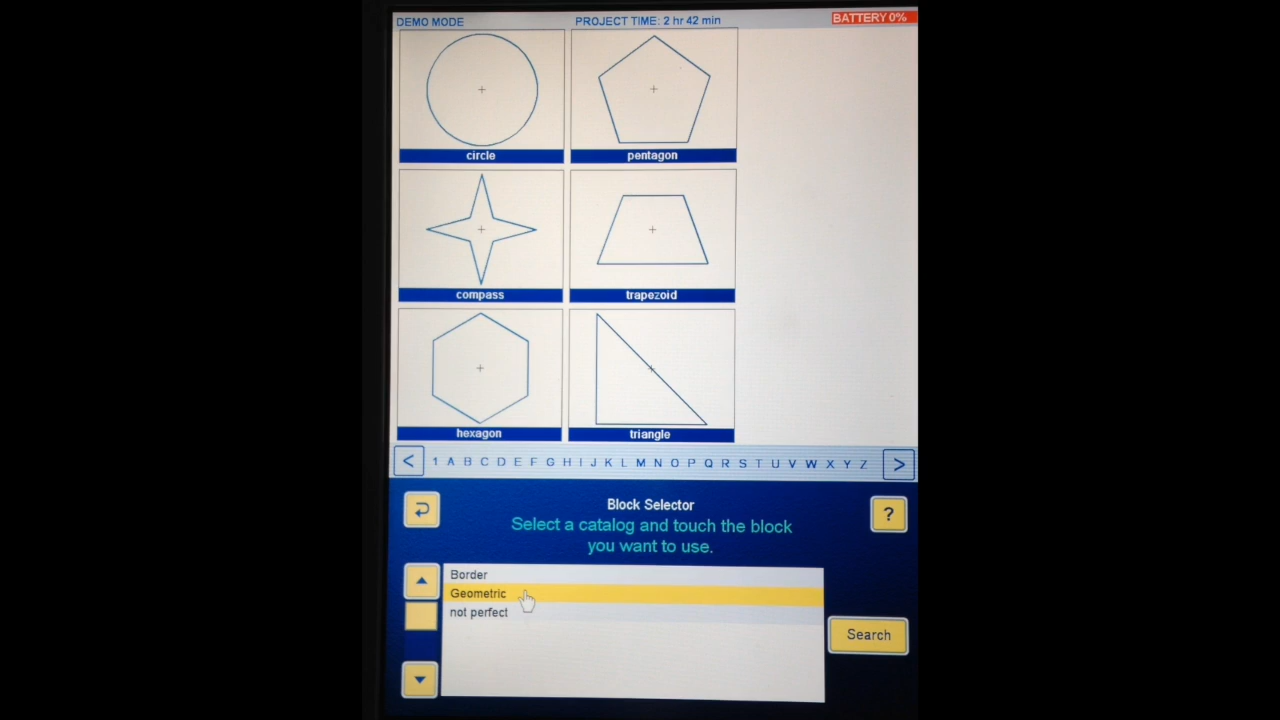 DEMO MODE PROJECT TIME: 2 hr 42 min BATTERY 0%
circle pentagon
compass trapezoid
hexagon triangle
< 1 A B C D E F G H I J K L M N O P Q R S T U V W X Y Z >
Block Selector
?
Select a catalog and touch the block
you want to use.
Border
Geometric
not perfect
Search